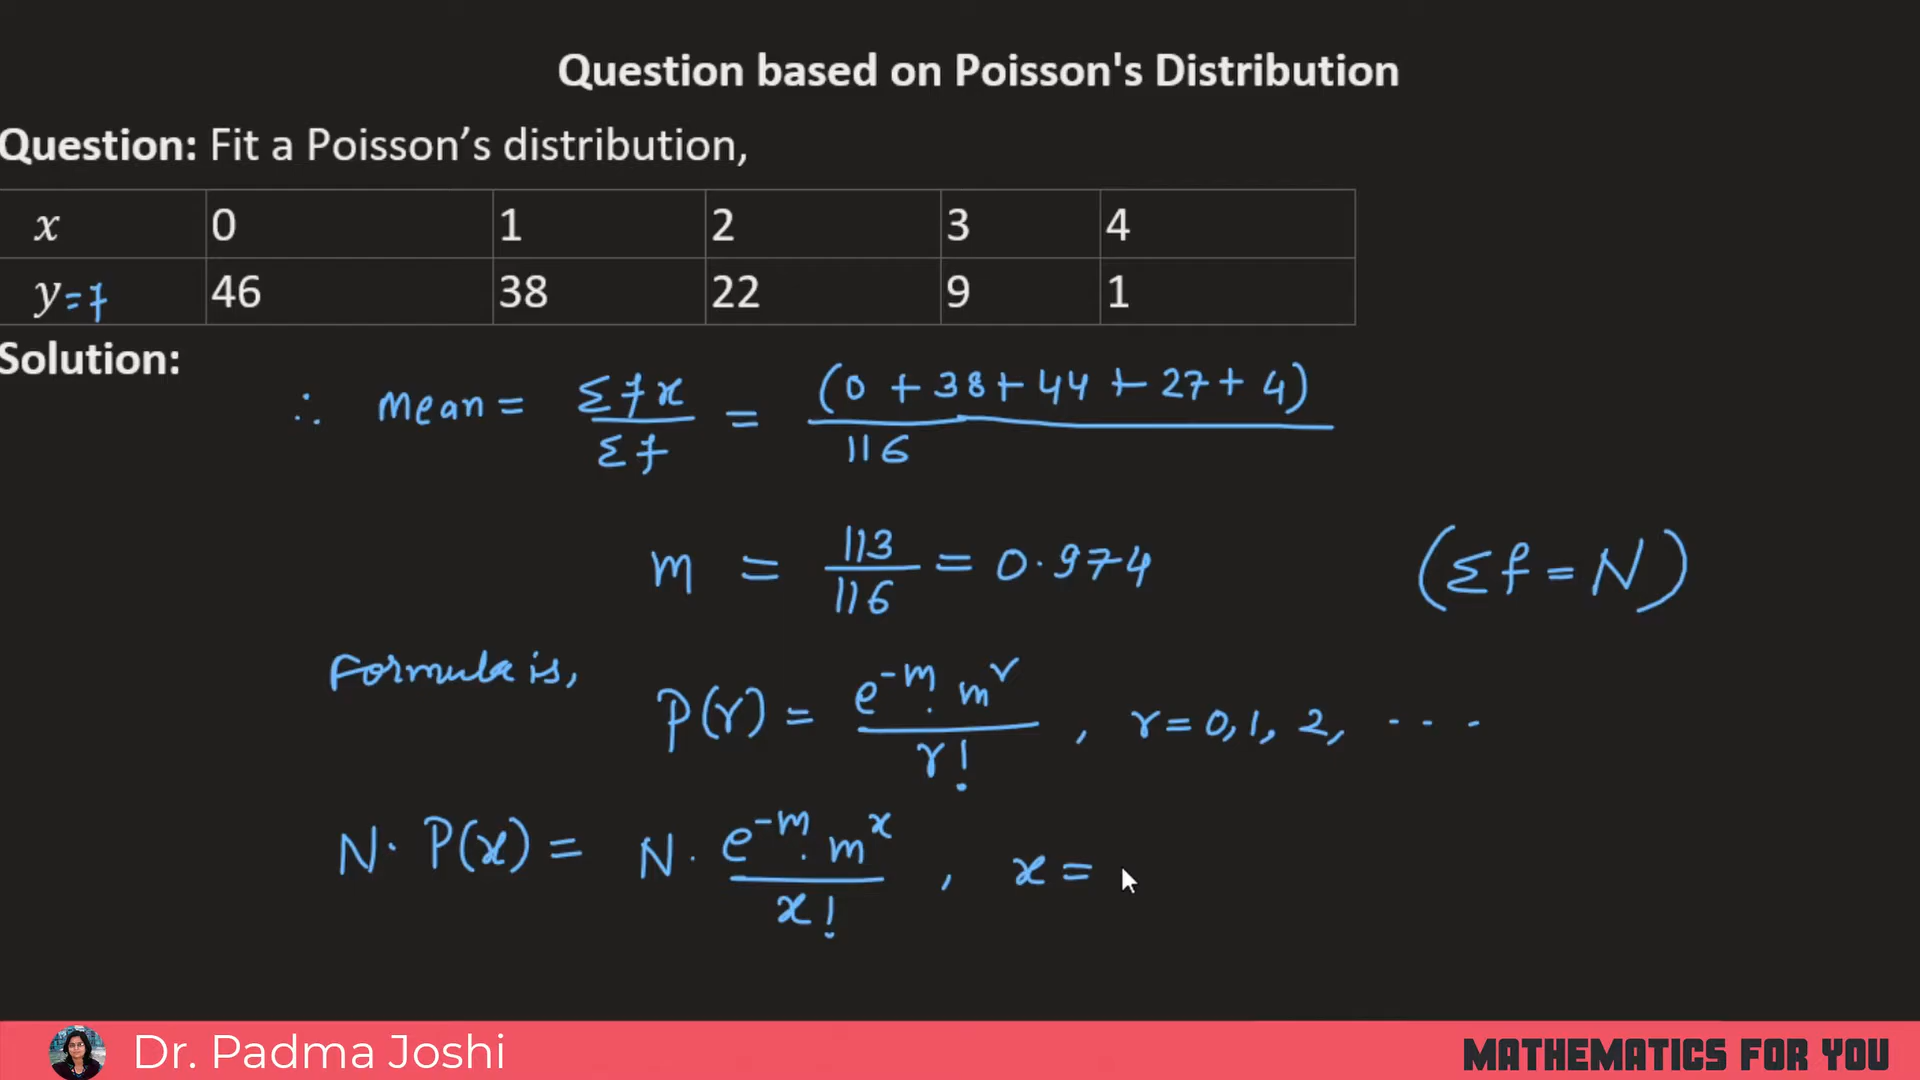 Question based on Poisson's Distribution
Question: Fit a Poisson’s distribution,
x 0 1 2 3 4
y=f 46 38 22 9 1
Solution:
∴ mean = Σfx / Σf = (0 + 38 + 44 + 27 + 4) / 116
m = 113 / 116 = 0.974 (Σf = N)
Formula is,
P(r) = e^-m . m^r / r! , r = 0, 1, 2, ...
N. P(x) = N. e^-m . m^x / x! , x =
Dr. Padma Joshi
MATHEMATICS FOR YOU